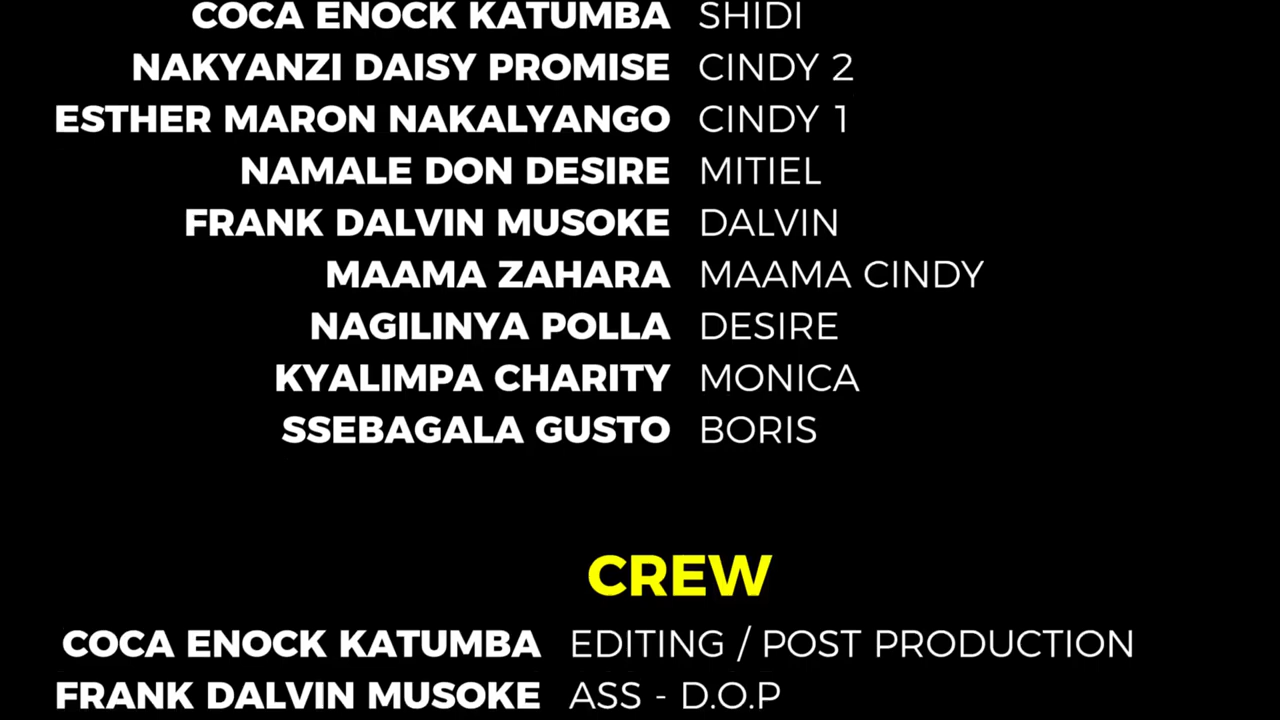 COCA ENOCK KATUMBA SHIDI
NAKYANZI DAISY PROMISE CINDY 2
ESTHER MARON NAKALYANGO CINDY 1
NAMALE DON DESIRE MITIEL
FRANK DALVIN MUSOKE DALVIN
MAAMA ZAHARA MAAMA CINDY
NAGILINYA POLLA DESIRE
KYALIMPA CHARITY MONICA
SSEBAGALA GUSTO BORIS
CREW
COCA ENOCK KATUMBA EDITING / POST PRODUCTION
FRANK DALVIN MUSOKE ASS - D.O.P